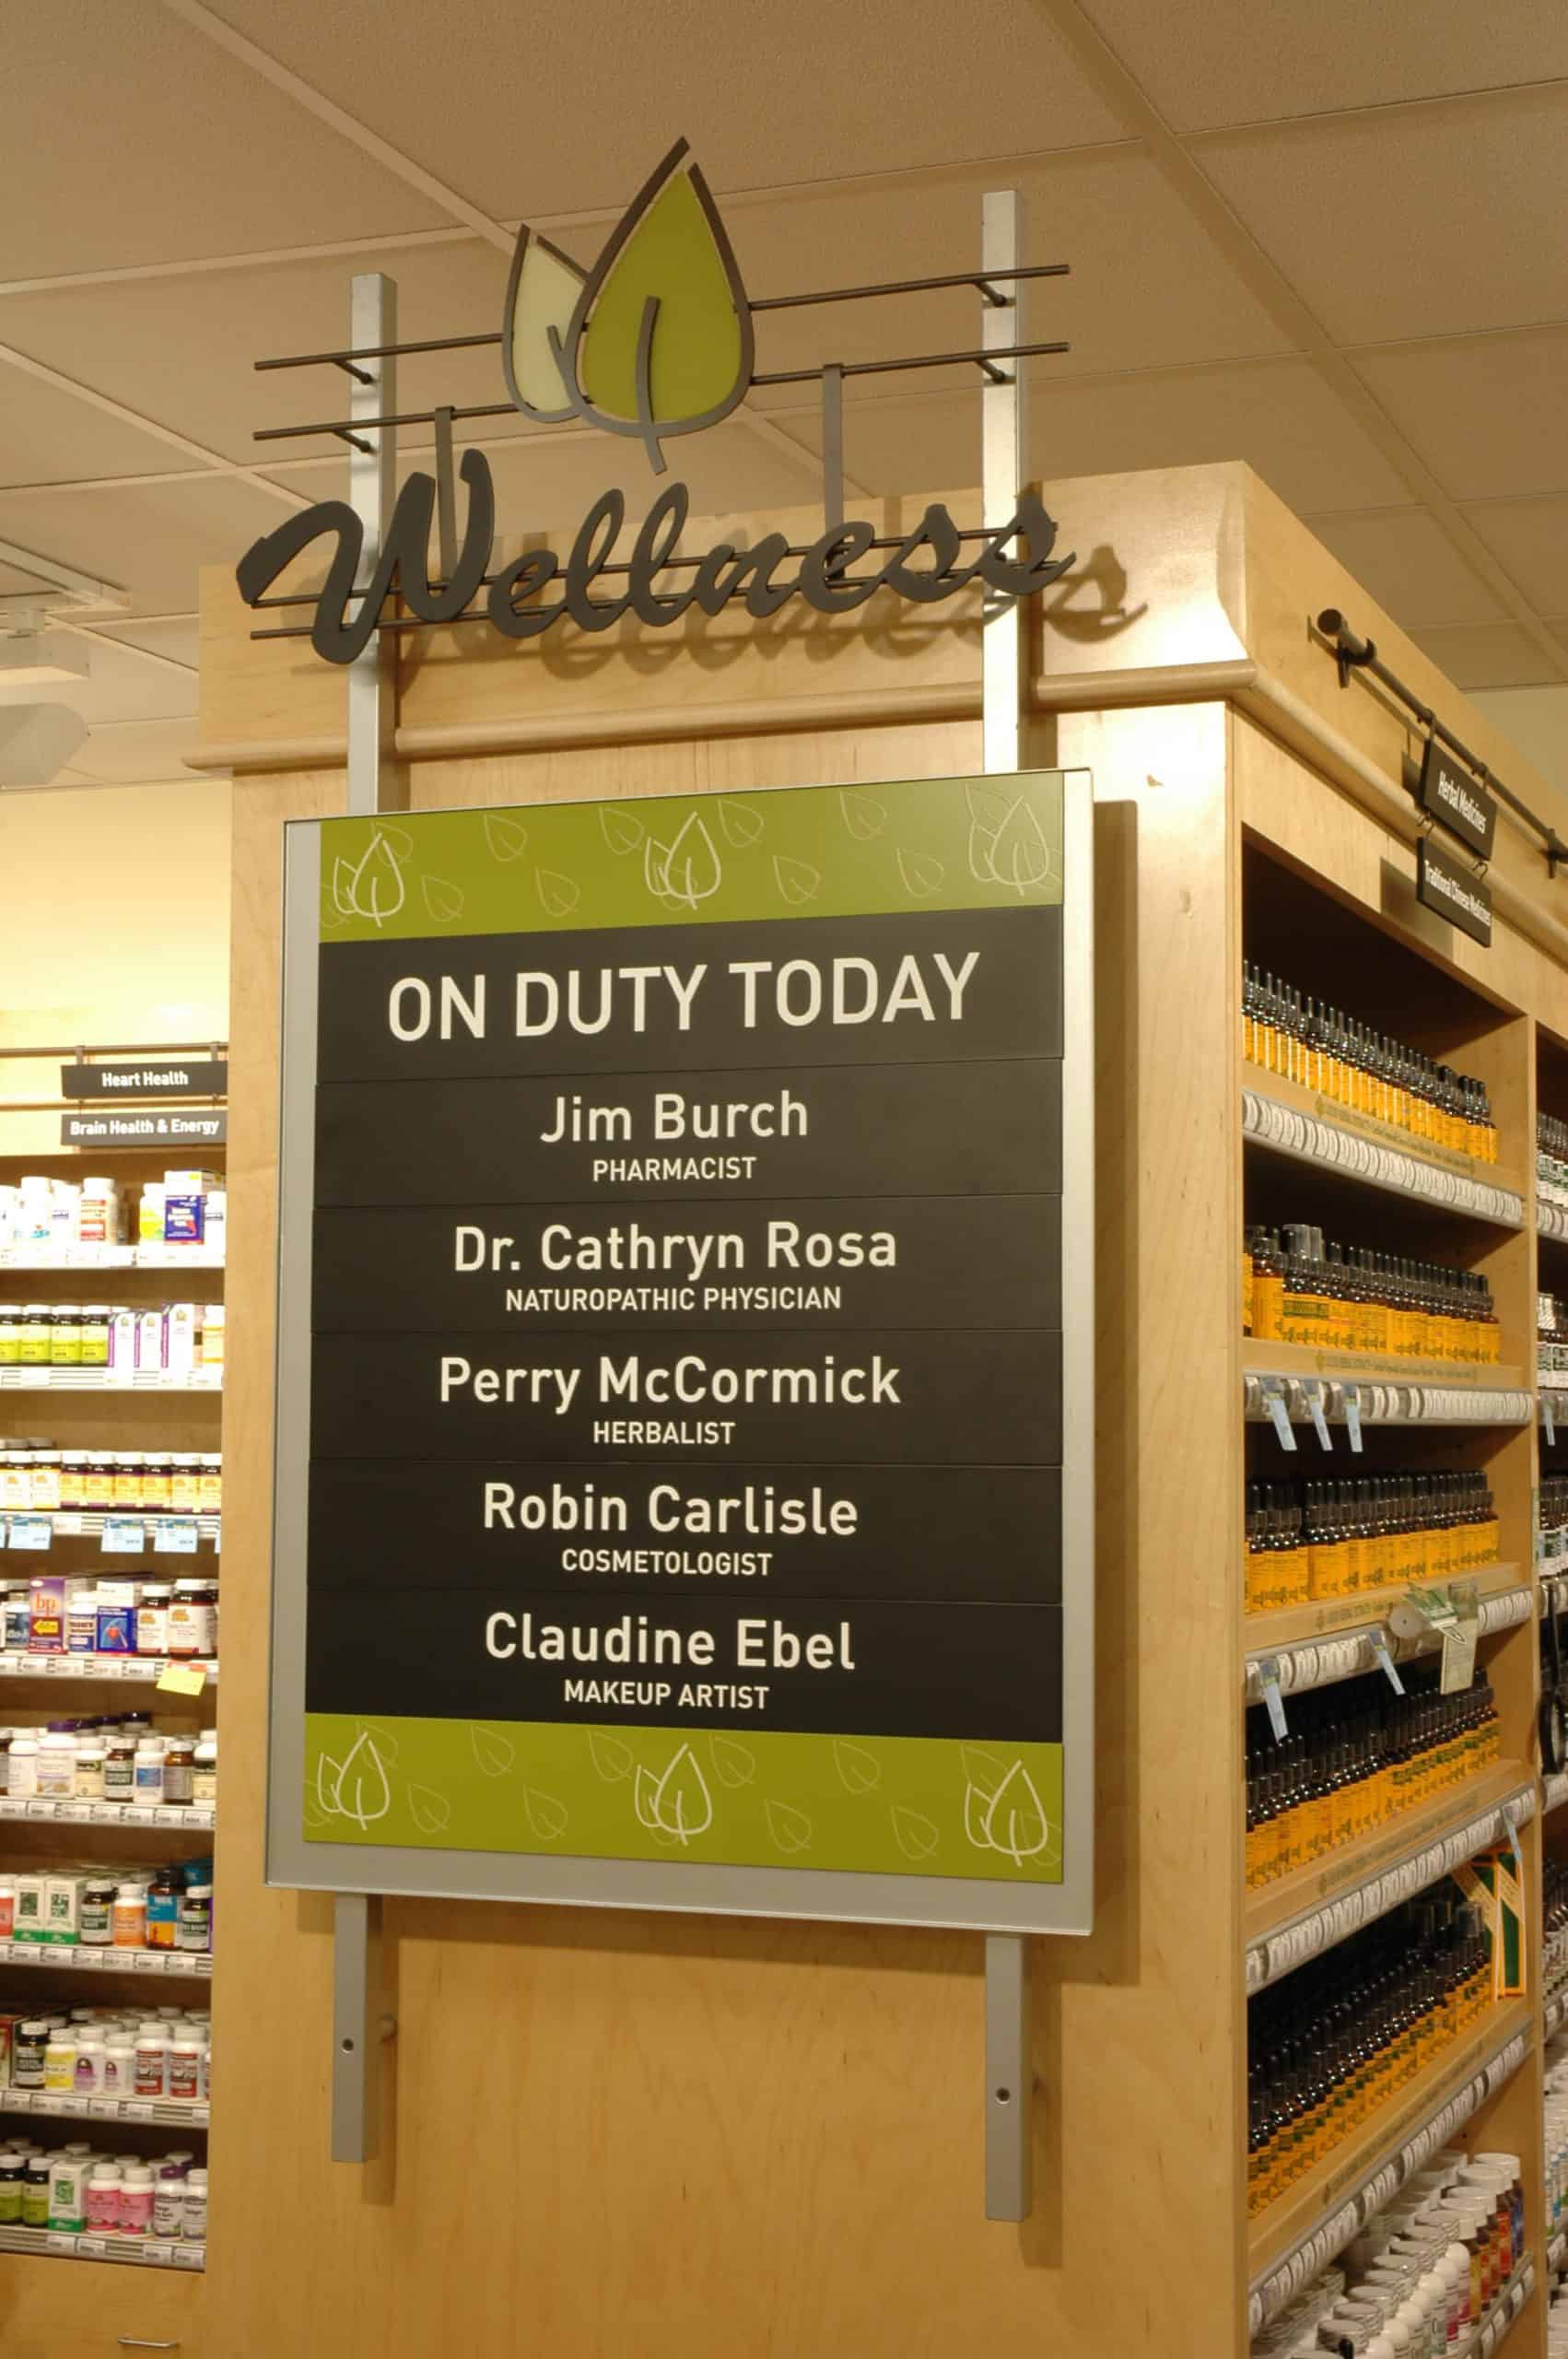 Wellness
Herbal Medicines
Traditional Chinese Medicines
ON DUTY TODAY
Heart Health
Brain Health & Energy
Jim Burch
PHARMACIST
Dr. Cathryn Rosa
NATUROPATHIC PHYSICIAN
Perry McCormick
HERBALIST
Robin Carlisle
COSMETOLOGIST
Claudine Ebel
MAKEUP ARTIST
bp